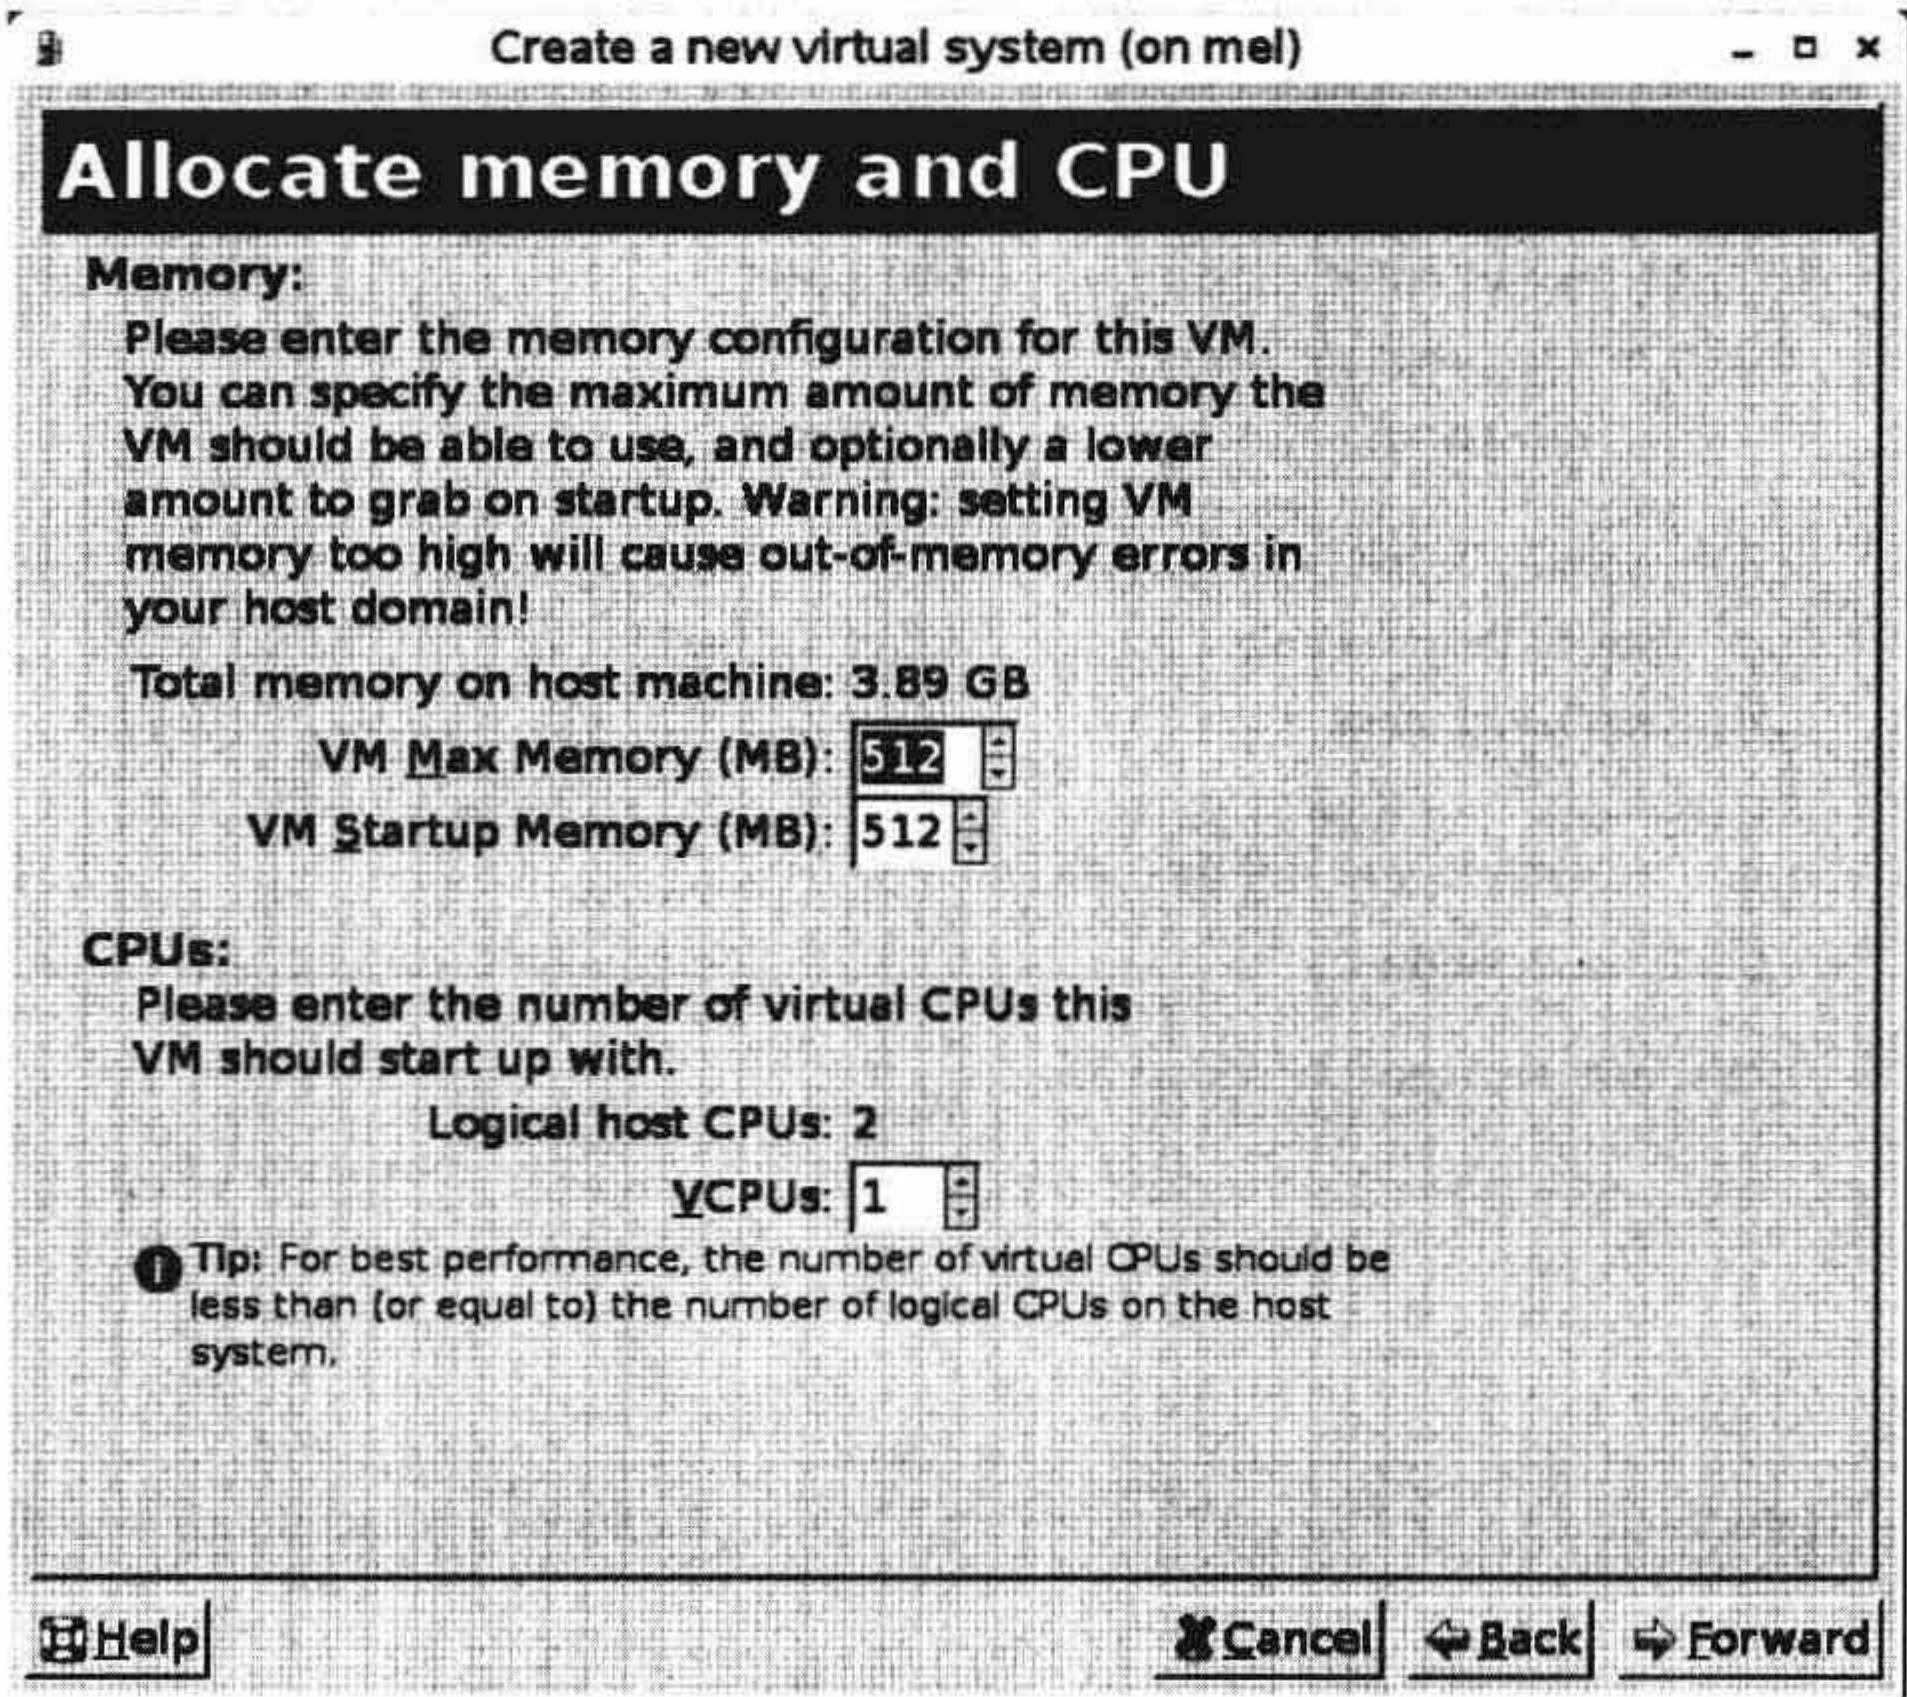 Create a new virtual system (on mel)
Allocate memory and CPU
Memory:
Please enter the memory configuration for this VM.
You can specify the maximum amount of memory the
VM should be able to use, and optionally a lower
amount to grab on startup. Warning: setting VM
memory too high will cause out-of-memory errors in
your host domain!
Total memory on host machine: 3.89 GB
VM Max Memory (MB): 512
VM Startup Memory (MB): 512
CPUs:
Please enter the number of virtual CPUs this
VM should start up with.
Logical host CPUs: 2
VCPUs: 1
Tip: For best performance, the number of virtual CPUs should be
less than (or equal to) the number of logical CPUs on the host
system.
Help Cancel Back Forward